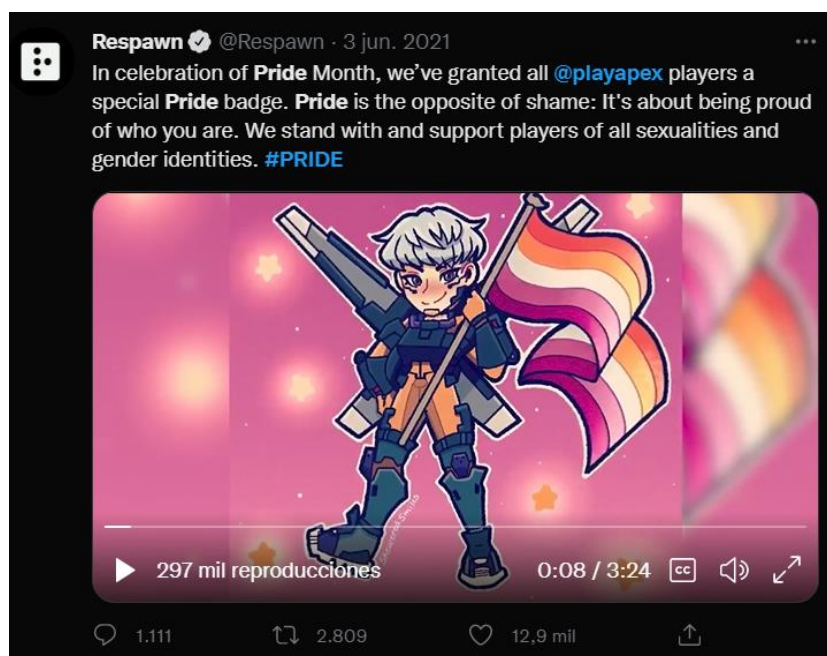 Respawn @Respawn · 3 jun. 2021
In celebration of Pride Month, we've granted all @playapex players a
special Pride badge. Pride is the opposite of shame: It's about being proud
of who you are. We stand with and support players of all sexualities and
gender identities. #PRIDE
297 mil reproducciones
0:08 / 3:24
CC
1.111
2.809
12,9 mil